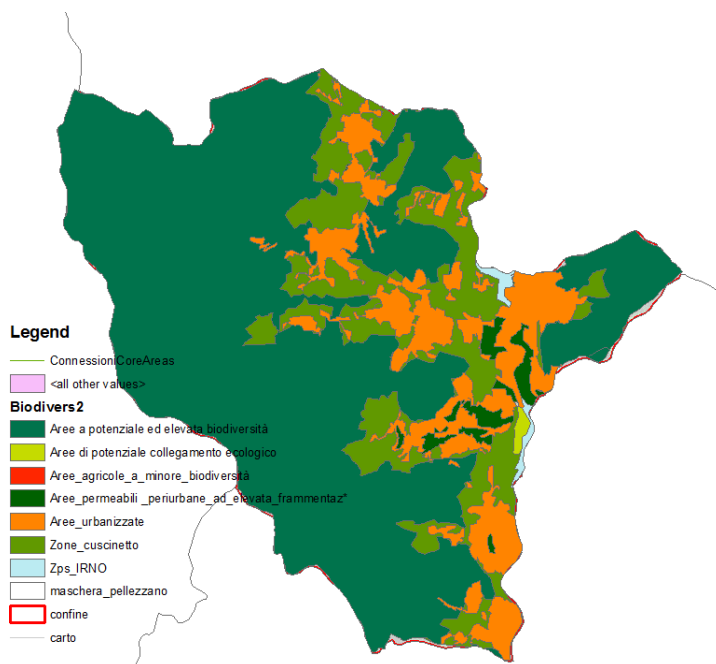 Legend
ConnessioniCoreAreas
<all other values>
Biodivers2
Aree a potenziale ed elevata biodiversità
Aree di potenziale collegamento ecologico
Aree_agricole_a_minore_biodiversità
Aree_permeabili _periurbane_ad_elevata_frammentaz*
Aree_urbanizzate
Zone_cuscinetto
Zps_IRNO
maschera_pellezzano
confine
carto